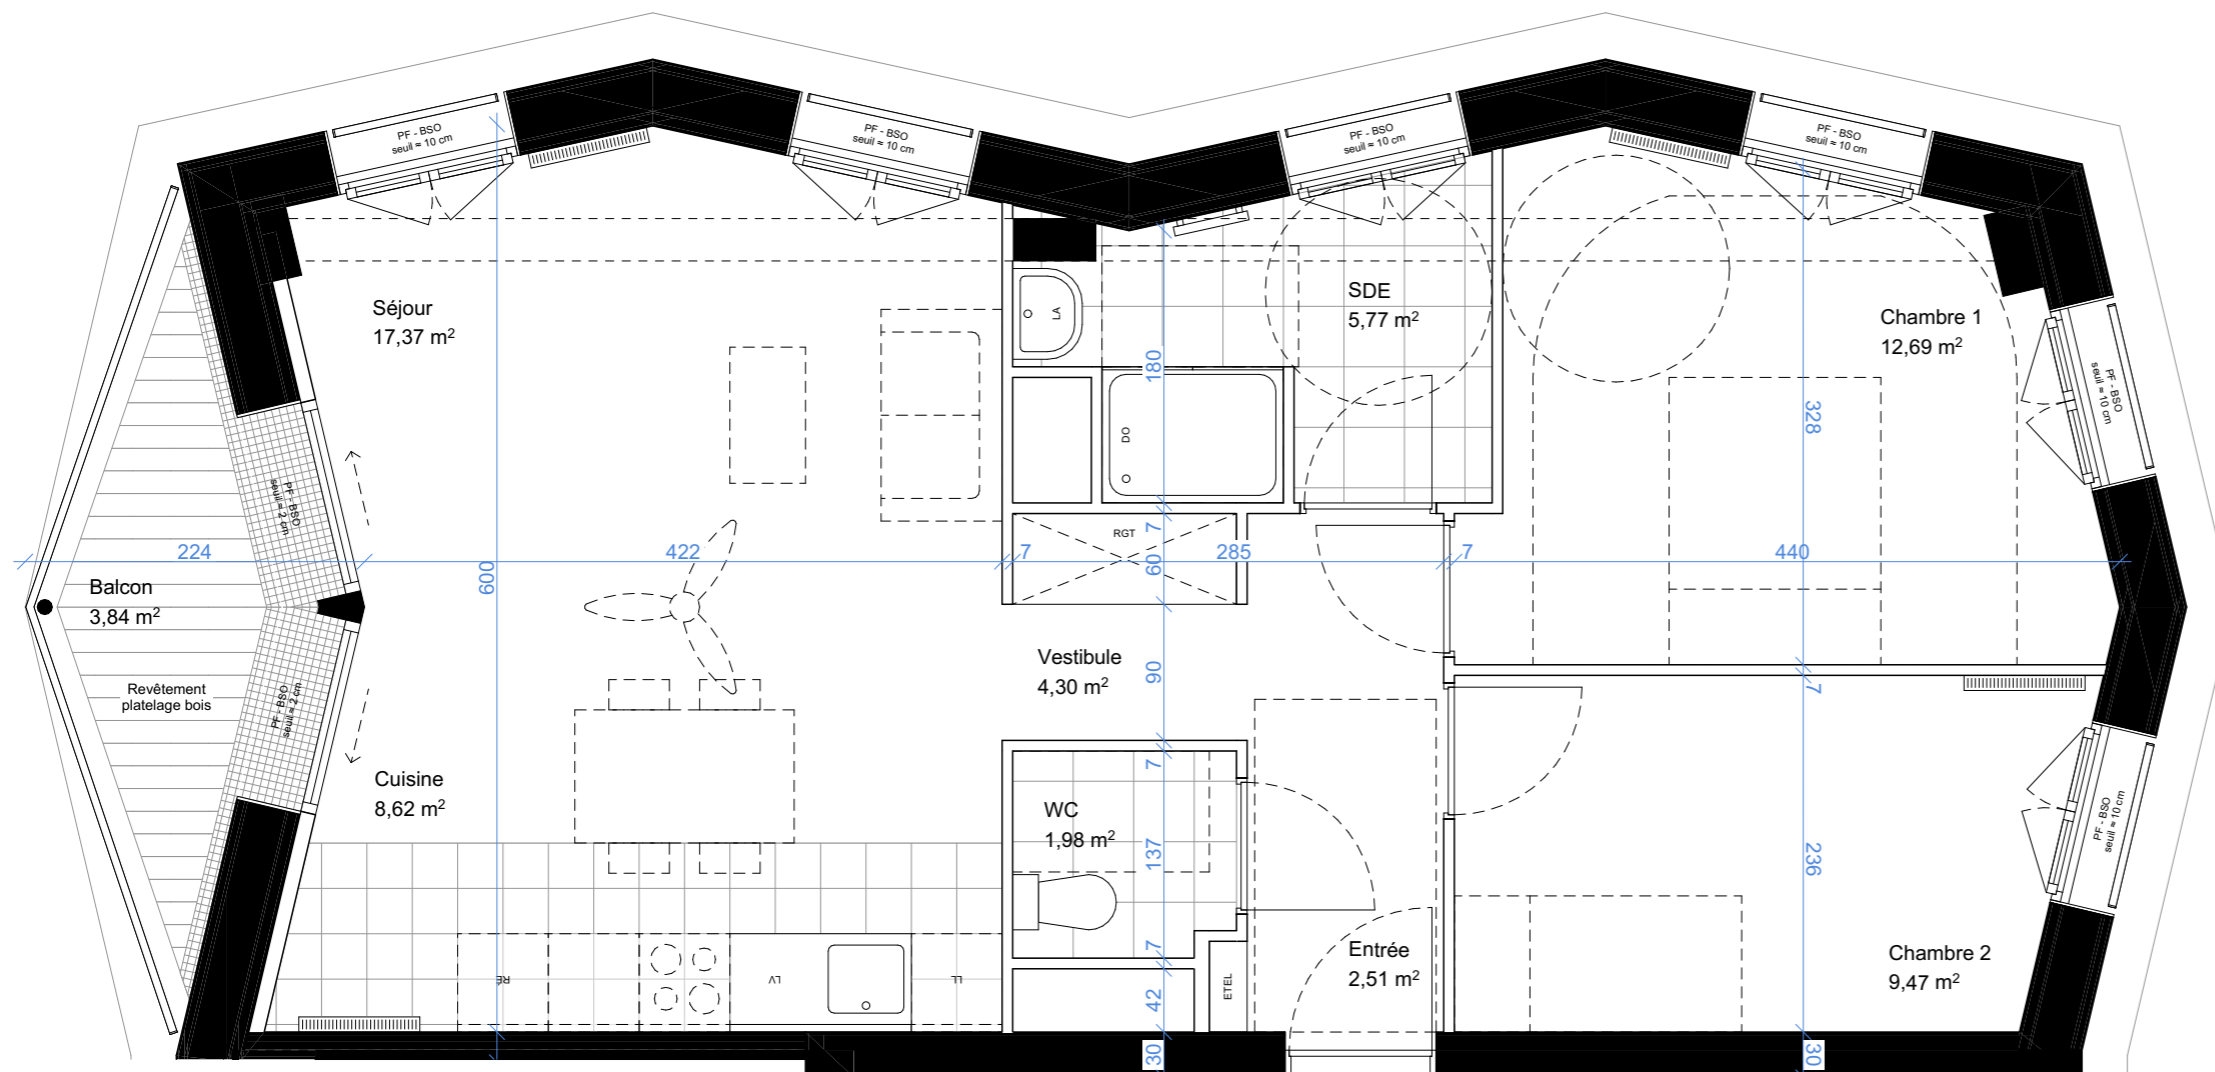 PF - BSO
seuil ≈ 10 cm
PF - BSO
seuil ≈ 10 cm
PF - BSO
seuil ≈ 10 cm
PF - BSO
seuil ≈ 10 cm
Séjour
17,37 m²
LA
SDE
5,77 m²
Chambre 1
12,69 m²
PF - BSO
seuil ≈ 10 cm
180
328
DO
PF - BSO
seuil ≈ 2 cm
RGT
7
224
422
7
285
7
440
600
60
Balcon
3,84 m²
Vestibule
4,30 m²
90
7
Revêtement
platelage bois
PF - BSO
seuil ≈ 2 cm
Cuisine
8,62 m²
7
WC
1,98 m²
137
236
PF - BSO
seuil ≈ 10 cm
7
Entrée
2,51 m²
Chambre 2
9,47 m²
RÉ
LV
LL
ETEL
42
30
30